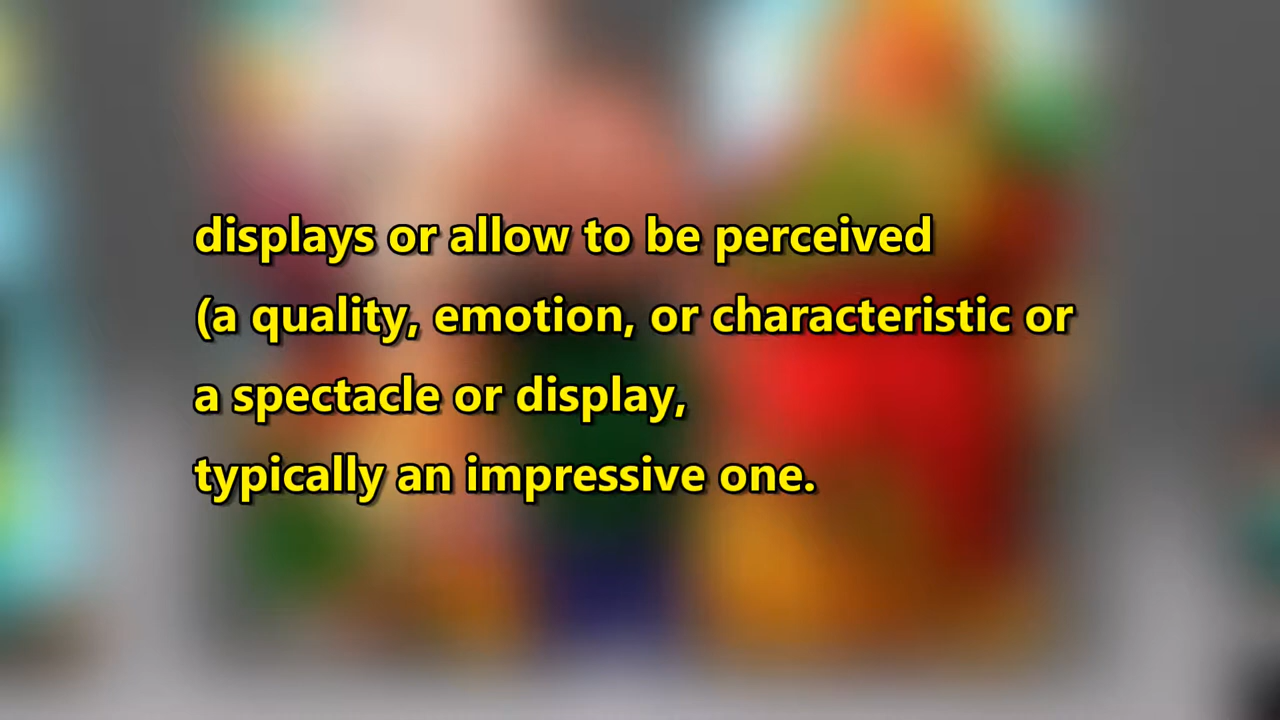 displays or allow to be perceived
(a quality, emotion, or characteristic or
a spectacle or display,
typically an impressive one.